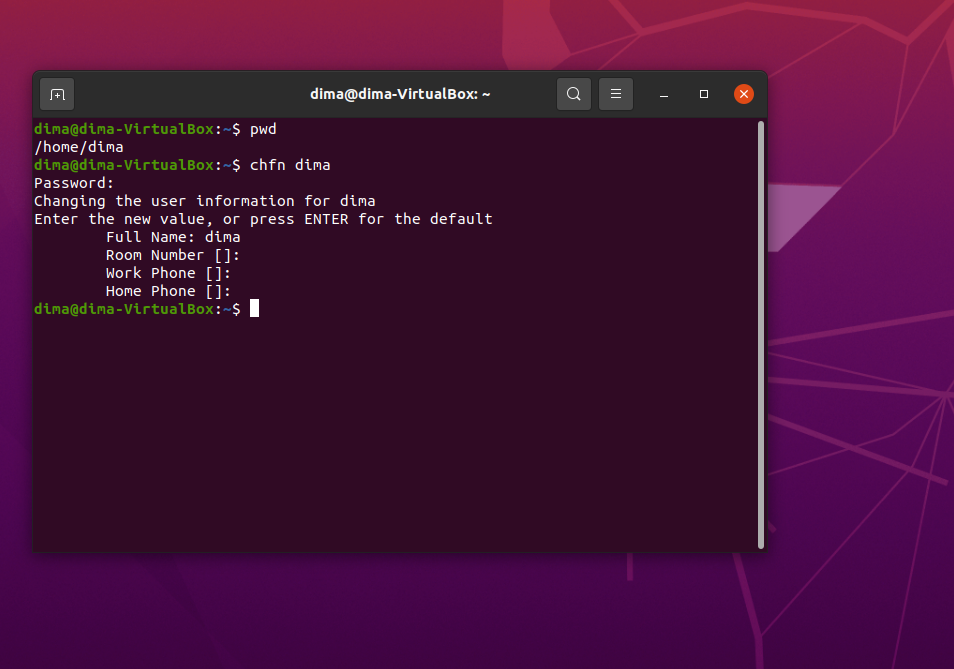 dima@dima-VirtualBox: ~
dima@dima-VirtualBox:~$ pwd
/home/dima
dima@dima-VirtualBox:~$ chfn dima
Password:
Changing the user information for dima
Enter the new value, or press ENTER for the default
        Full Name: dima
        Room Number []:
        Work Phone []:
        Home Phone []:
dima@dima-VirtualBox:~$